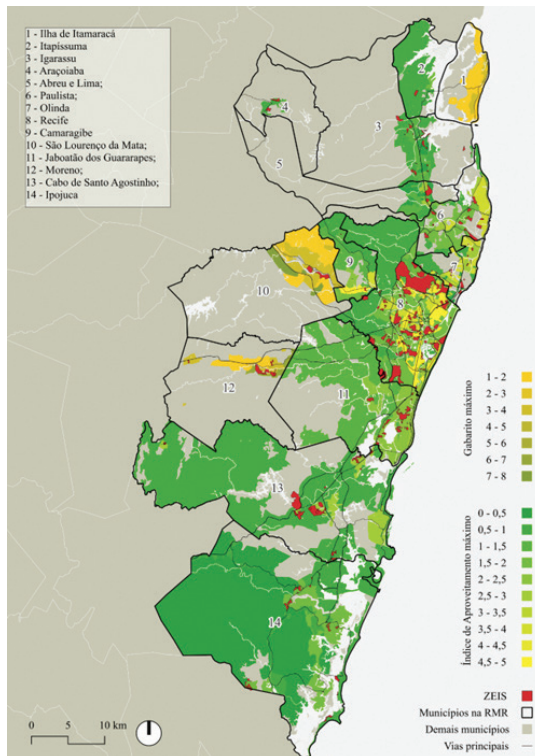 1 - Ilha de Itamaracá
2 - Itapíssuma
3 - Igarassu
4 - Araçoiaba
5 - Abreu e Lima;
6 - Paulista;
7 - Olinda
8 - Recife
9 - Camaragibe
10 - São Lourenço da Mata;
11 - Jaboatão dos Guararapes;
12 - Moreno;
13 - Cabo de Santo Agostinho;
14 - Ipojuca
2
1
4
3
5
6
7
9
8
10
12
11
13
14
Gabarito máximo
1 - 2
2 - 3
3 - 4
4 - 5
5 - 6
6 - 7
7 - 8
Índice de Aproveitamento máximo
0 - 0,5
0,5 - 1
1 - 1,5
1,5 - 2
2 - 2,5
2,5 - 3
3 - 3,5
3,5 - 4
4 - 4,5
4,5 - 5
ZEIS
Municípios na RMR
Demais municípios
Vias principais
0 5 10 km